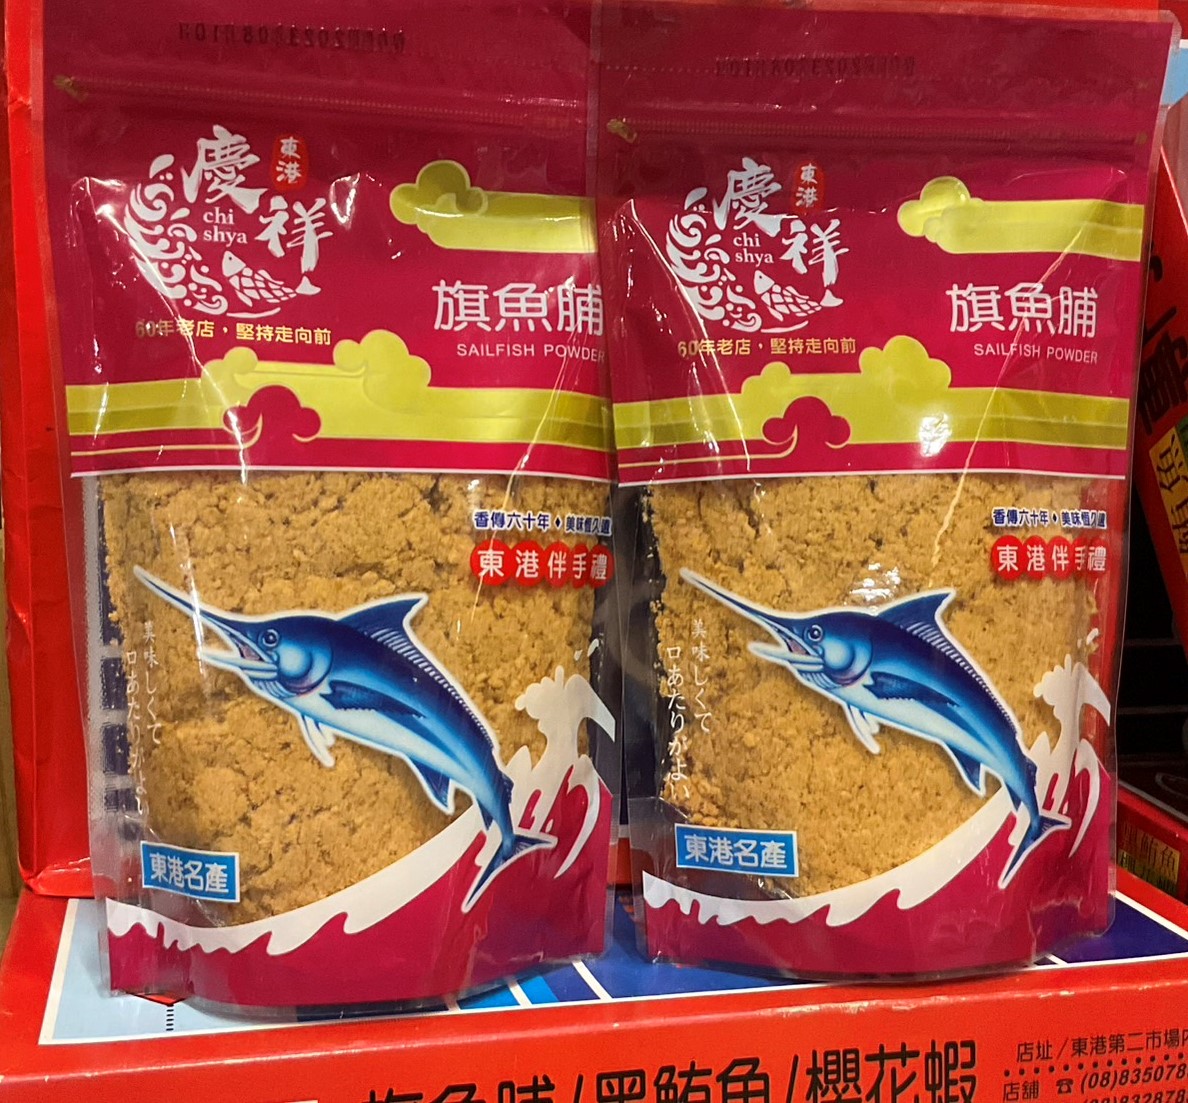 慶祥
東港
chi
shya
60年老店，堅持走向前
旗魚脯
SAILFISH POWDER
香傳六十年•美味恆久遠
東港伴手禮
美味しくて
口あたりがよい
東港名產
慶祥
東港
chi
shya
60年老店，堅持走向前
旗魚脯
SAILFISH POWDER
香傳六十年•美味恆久遠
東港伴手禮
美味しくて
口あたりがよい
東港名產
旗魚脯/黑鮪魚/櫻花蝦
店址/東港第二市場內
店舖 ☎(08)835078